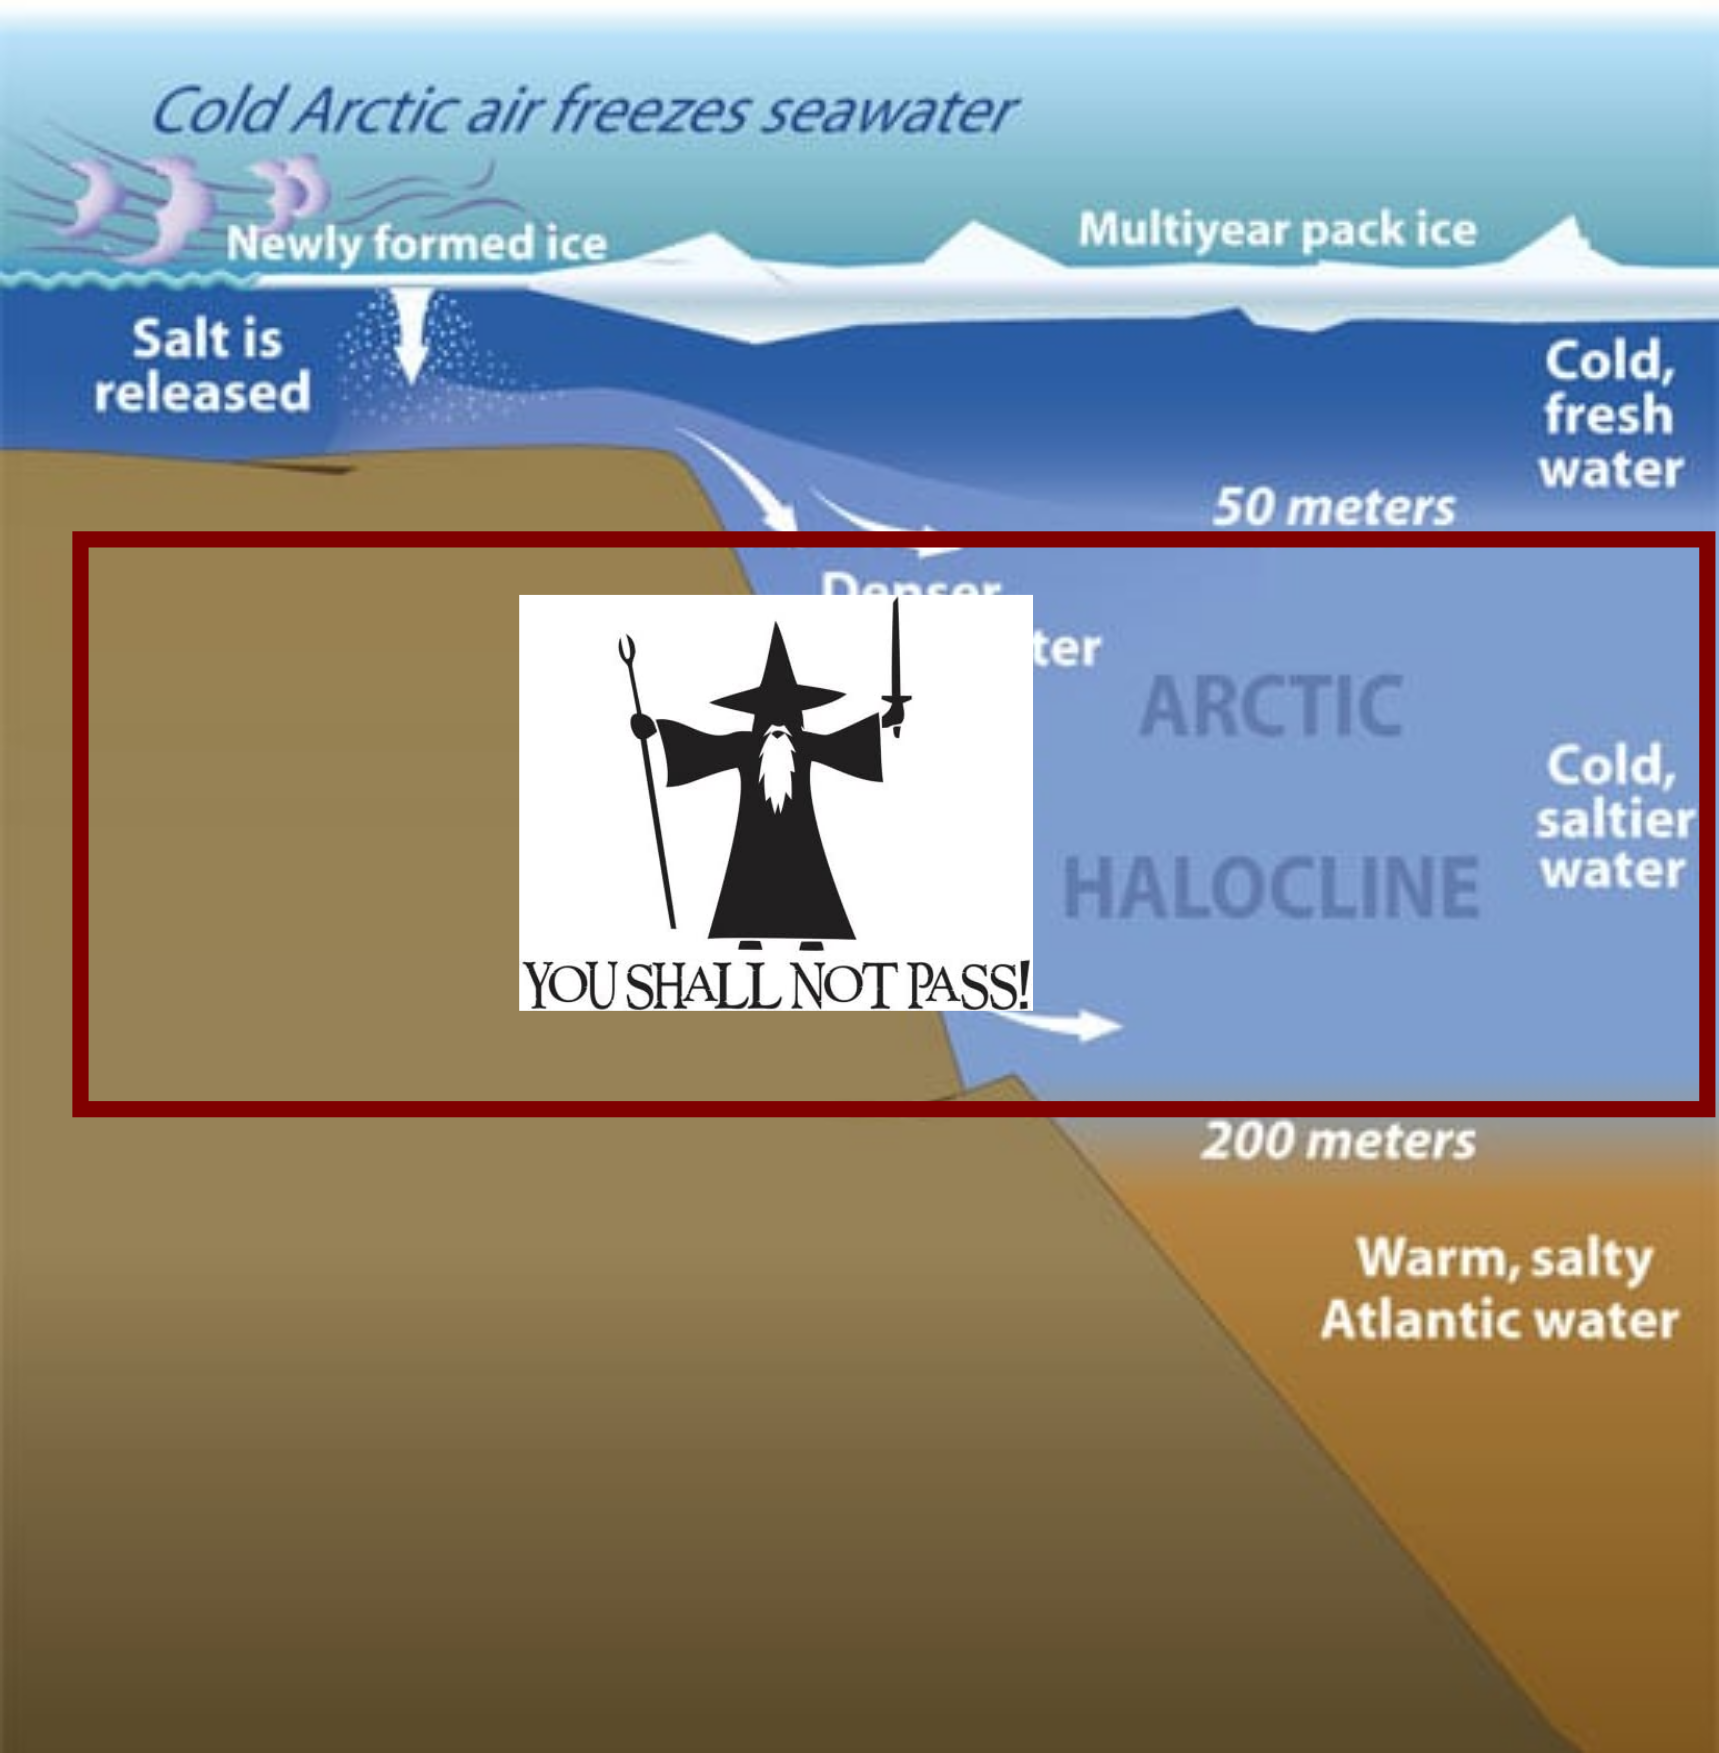 Cold Arctic air freezes seawater
Newly formed ice
Multiyear pack ice
Salt is
released
Cold,
fresh
water
50 meters
Denser
ter
ARCTIC
HALOCLINE
Cold,
saltier
water
YOU SHALL NOT PASS!
200 meters
Warm, salty
Atlantic water